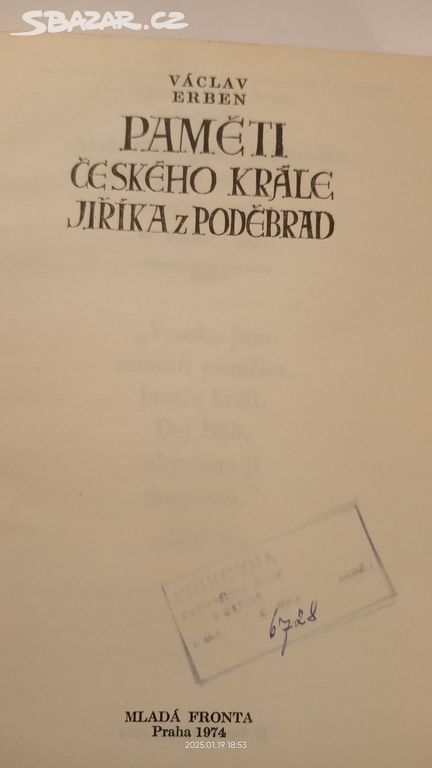 SBAZAR.CZ
VÁCLAV
ERBEN
PAMĚTI
ČESKÉHO KRÁLE
JIŘÍKA z PODĚBRAD
KNIHOVNA
6728
MLADÁ FRONTA
Praha 1974
2025.01.19 18:53